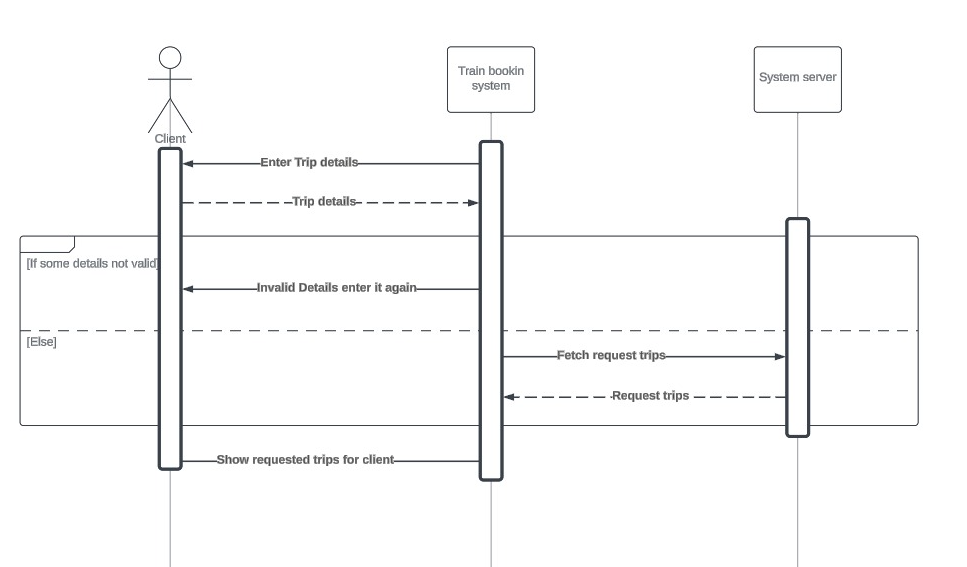 Train bookin
system
System server
Client
Enter Trip details
Trip details
[If some details not valid]
Invalid Details enter it again
[Else]
Fetch request trips
Request trips
Show requested trips for client